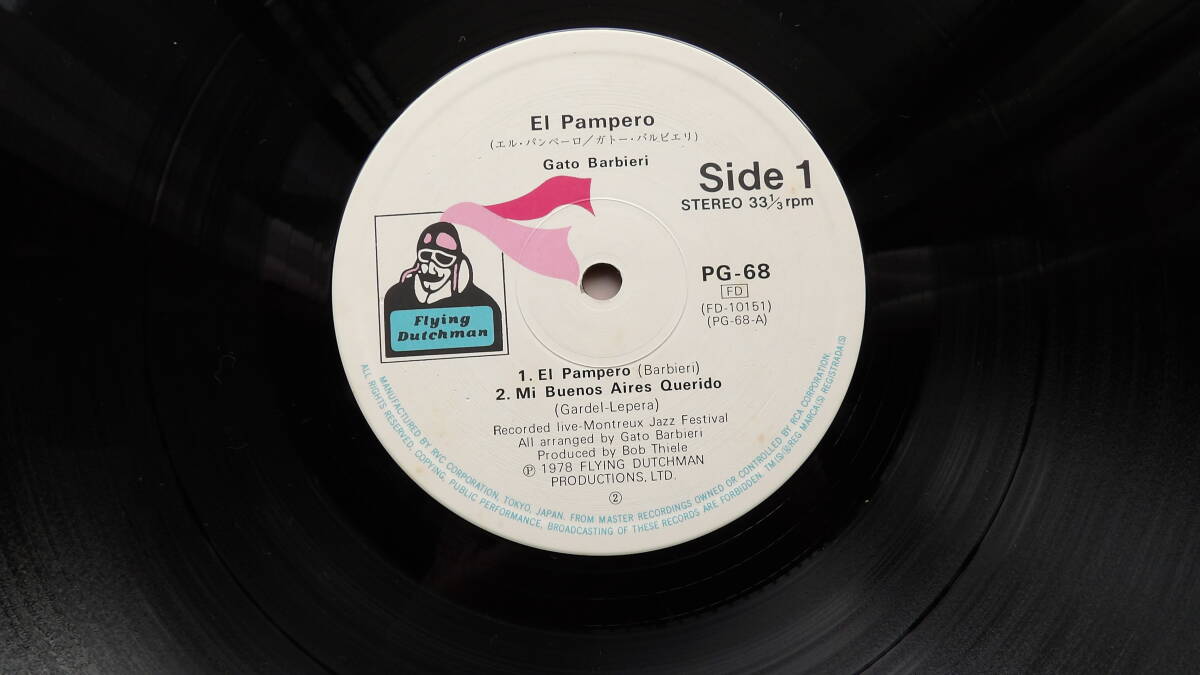 El Pampero
(エル・パンペーロ/ガトー・バルビエリ)
Gato Barbieri
Side 1
STEREO 33 1/3 rpm
Flying
Dutchman
PG-68
FD
(FD-10151)
(PG-68-A)
1. El Pampero (Barbieri)
2. Mi Buenos Aires Querido
(Gardel-Lepera)
Recorded live-Montreux Jazz Festival
All arranged by Gato Barbieri
Produced by Bob Thiele
Ⓟ 1978 FLYING DUTCHMAN
PRODUCTIONS, LTD.
②
MANUFACTURED BY RVC CORPORATION, TOKYO, JAPAN. FROM MASTER RECORDINGS OWNED OR CONTROLLED BY RCA CORPORATION.
ALL RIGHTS RESERVED, COPYING, PUBLIC PERFORMANCE, BROADCASTING OF THESE RECORDS ARE FORBIDDEN. TM(S)®REG MARCA(S) REGISTRADA(S)